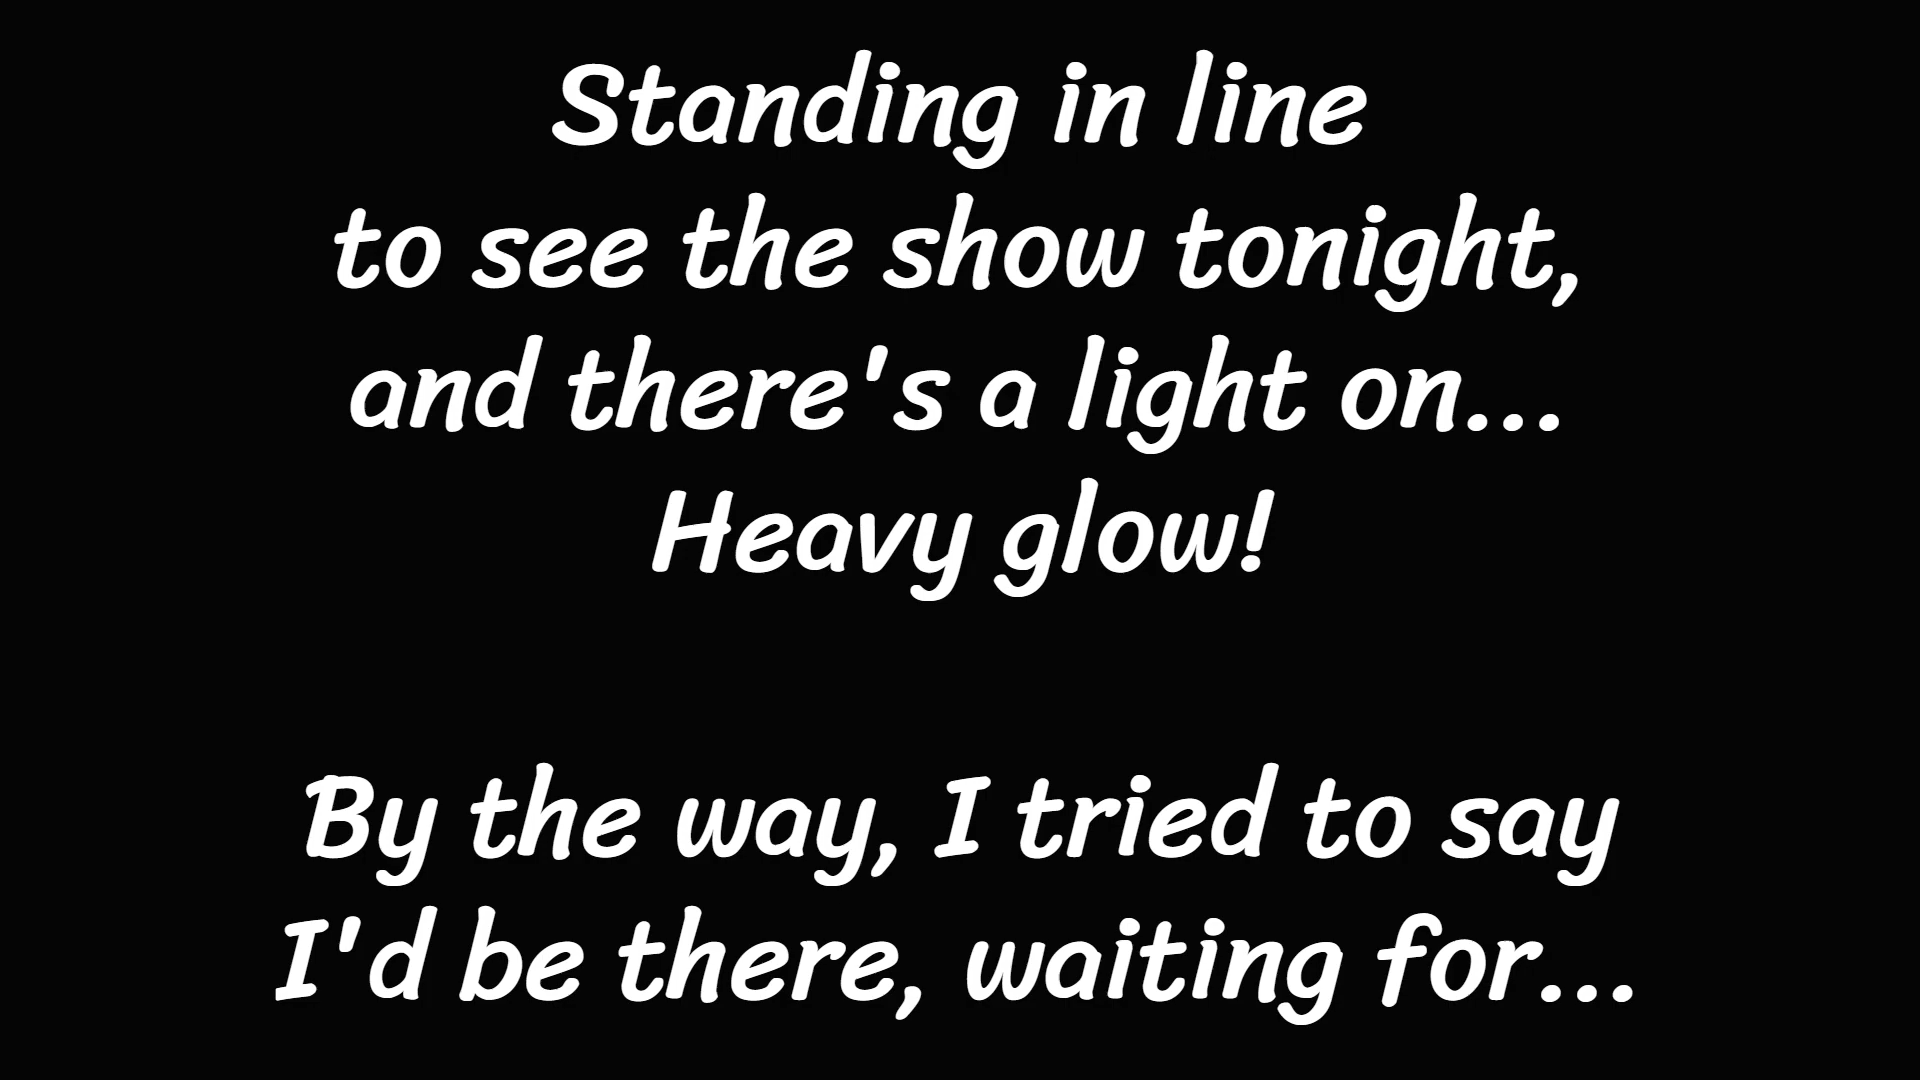 Standing in line
to see the show tonight,
and there's a light on...
Heavy glow!
By the way, I tried to say
I'd be there, waiting for...